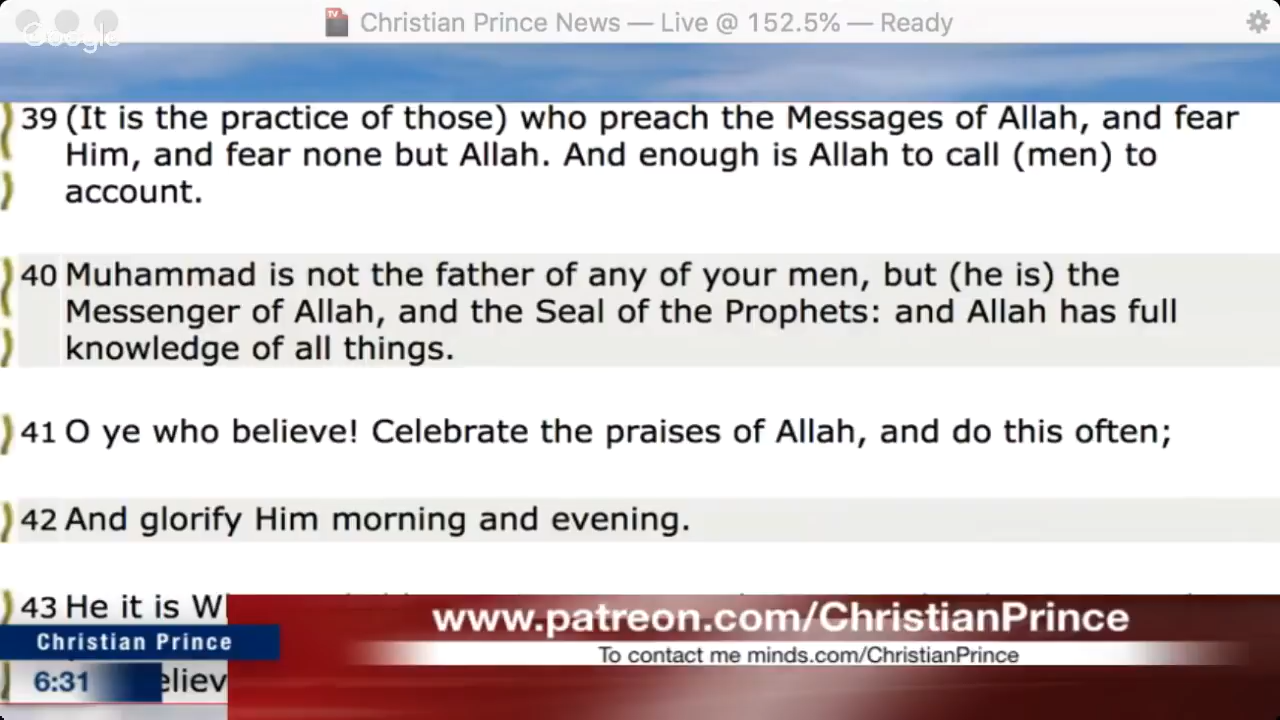 Christian Prince News — Live @ 152.5% — Ready
Google
TV
39 (It is the practice of those) who preach the Messages of Allah, and fear
Him, and fear none but Allah. And enough is Allah to call (men) to
account.
40 Muhammad is not the father of any of your men, but (he is) the
Messenger of Allah, and the Seal of the Prophets: and Allah has full
knowledge of all things.
41 O ye who believe! Celebrate the praises of Allah, and do this often;
42 And glorify Him morning and evening.
43 He it is
www.patreon.com/ChristianPrince
Christian Prince
To contact me minds.com/ChristianPrince
6:31